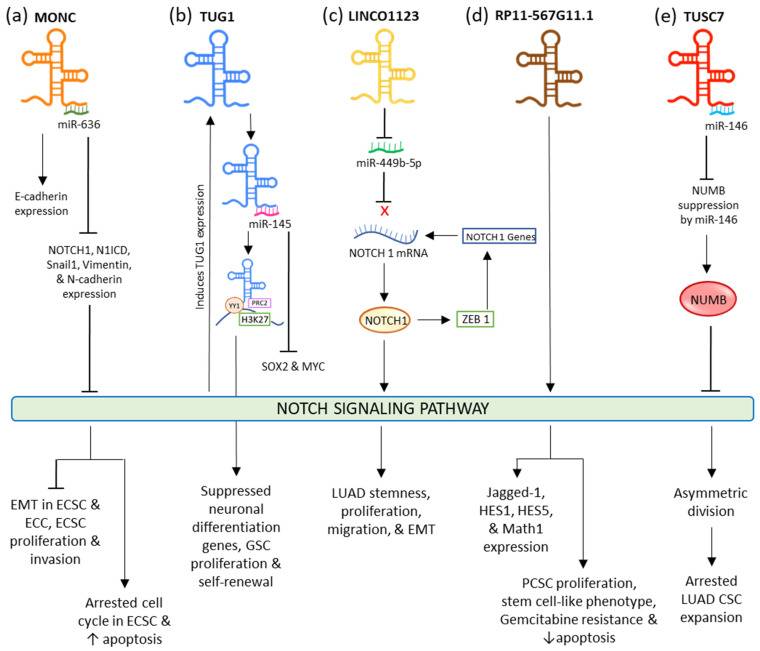 (a) MONC
miR-636
E-cadherin
expression
NOTCH1, N1ICD,
Snail1, Vimentin,
& N-cadherin
expression
EMT in ECSC &
ECC, ECSC
proliferation &
invasion
Arrested cell
cycle in ECSC &
↑ apoptosis
(b) TUG1
miR-145
YY1
PRC2
H3K27
SOX2 & MYC
Induces TUG1 expression
Suppressed
neuronal
differentiation
genes, GSC
proliferation &
self-renewal
(c) LINCO1123
miR-449b-5p
X
NOTCH 1 mRNA
NOTCH1 Genes
NOTCH1
ZEB 1
LUAD stemness,
proliferation,
migration, & EMT
(d) RP11-567G11.1
Jagged-1,
HES1, HES5,
& Math1
expression
PCSC proliferation,
stem cell-like phenotype,
Gemcitabine resistance &
↓apoptosis
(e) TUSC7
miR-146
NUMB
suppression
by miR-146
NUMB
Asymmetric
division
Arrested
LUAD CSC
expansion
NOTCH SIGNALING PATHWAY